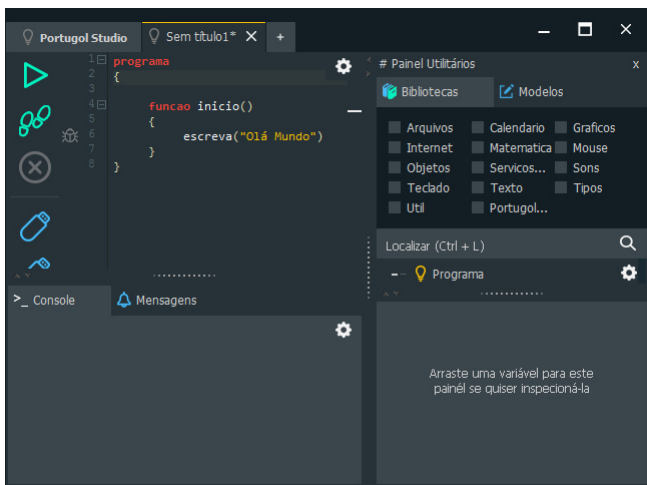 Portugol Studio
Sem título1* X +
1 programa
2 {
3
4 funcao inicio()
5 {
6 escreva("Olá Mundo")
7 }
8 }
# Painel Utilitários x
Bibliotecas Modelos
Arquivos Calendario Graficos
Internet Matematica Mouse
Objetos Servicos... Sons
Teclado Texto Tipos
Util Portugol...
Localizar (Ctrl + L)
Programa
>_ Console Mensagens
Arraste uma variável para este
painél se quiser inspecioná-la